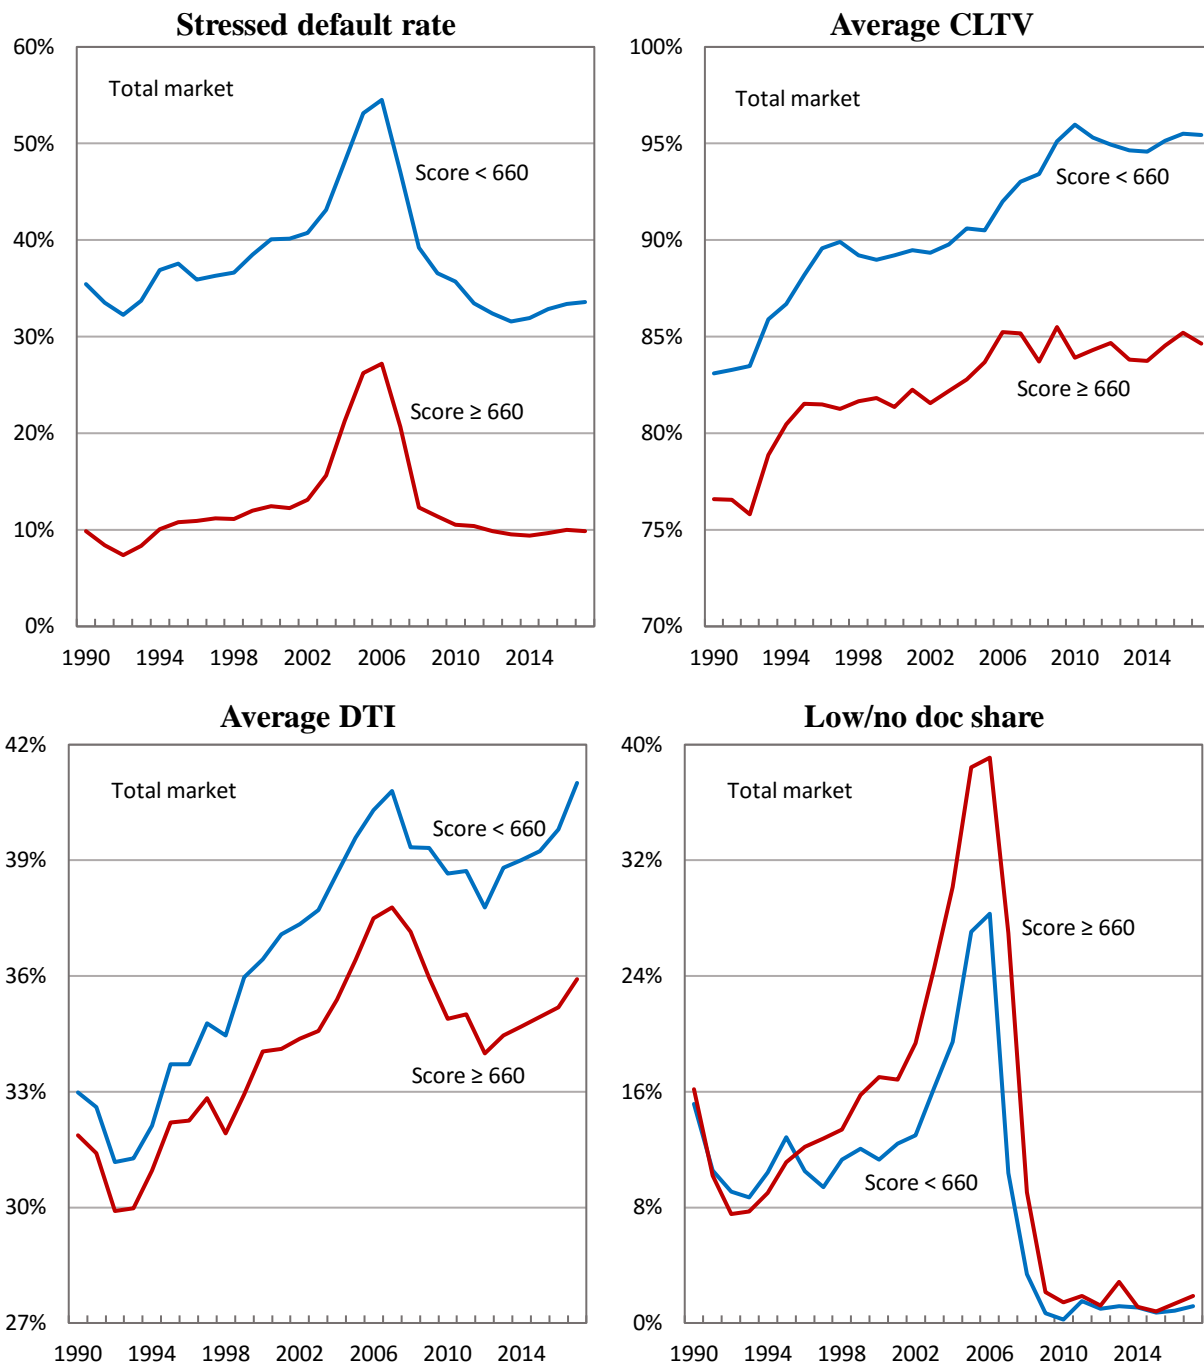 Stressed default rate
60%
Total market
50%
Score < 660
40%
30%
Score ≥ 660
20%
10%
0%
1990 1994 1998 2002 2006 2010 2014
Average CLTV
100%
Total market
95%
Score < 660
90%
85%
Score ≥ 660
80%
75%
70%
1990 1994 1998 2002 2006 2010 2014
Average DTI
42%
Total market
Score < 660
39%
36%
33%
Score ≥ 660
30%
27%
1990 1994 1998 2002 2006 2010 2014
Low/no doc share
40%
Total market
32%
Score ≥ 660
24%
16%
Score < 660
8%
0%
1990 1994 1998 2002 2006 2010 2014